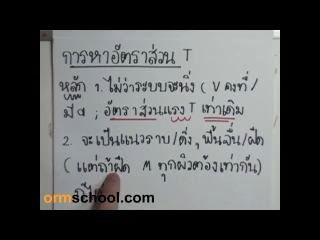 การหาอัตราส่วน T
หลัก 1. ไม่ว่าระบบจะนิ่ง ( V คงที่ /
มี a ; อัตราส่วนแรง T เท่าเดิม
2. จะเป็นแนวราบ/ดิ่ง, พื้นลื่น/ฝืด
( แต่ถ้าฝืด M ทุกผิวต้องเท่ากัน)
ormschool.com